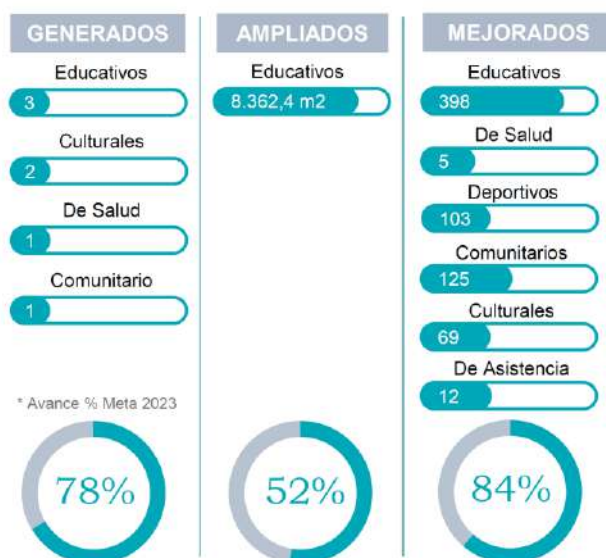 GENERADOS
Educativos
3
Culturales
2
De Salud
1
Comunitario
1
* Avance % Meta 2023
78%
AMPLIADOS
Educativos
8.362,4 m2
52%
MEJORADOS
Educativos
398
De Salud
5
Deportivos
103
Comunitarios
125
Culturales
69
De Asistencia
12
84%